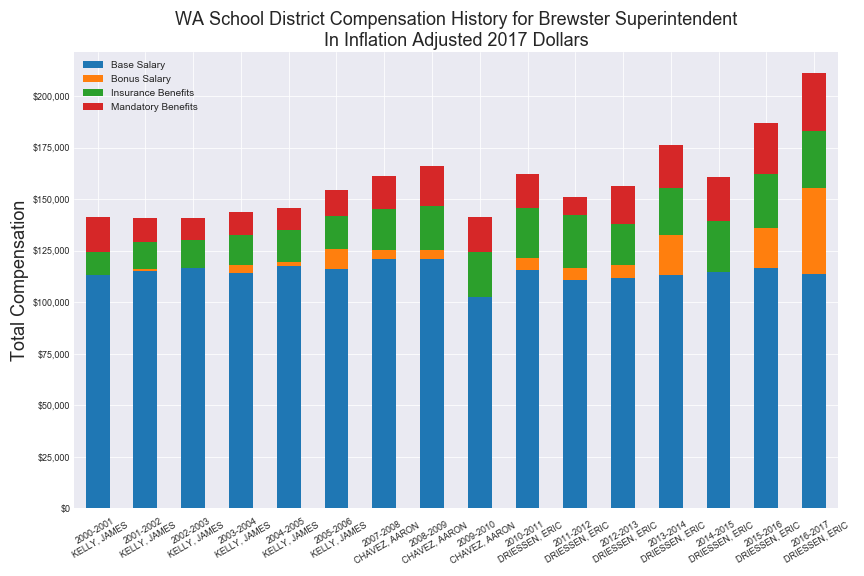 WA School District Compensation History for Brewster Superintendent
In Inflation Adjusted 2017 Dollars
Base Salary
Bonus Salary
Insurance Benefits
Mandatory Benefits
Total Compensation
$200,000
$175,000
$150,000
$125,000
$100,000
$75,000
$50,000
$25,000
$0
2000-2001
KELLY, JAMES
2001-2002
KELLY, JAMES
2002-2003
KELLY, JAMES
2003-2004
KELLY, JAMES
2004-2005
KELLY, JAMES
2005-2006
KELLY, JAMES
2007-2008
CHAVEZ, AARON
2008-2009
CHAVEZ, AARON
2009-2010
CHAVEZ, AARON
2010-2011
DRIESSEN, ERIC
2011-2012
DRIESSEN, ERIC
2012-2013
DRIESSEN, ERIC
2013-2014
DRIESSEN, ERIC
2014-2015
DRIESSEN, ERIC
2015-2016
DRIESSEN, ERIC
2016-2017
DRIESSEN, ERIC